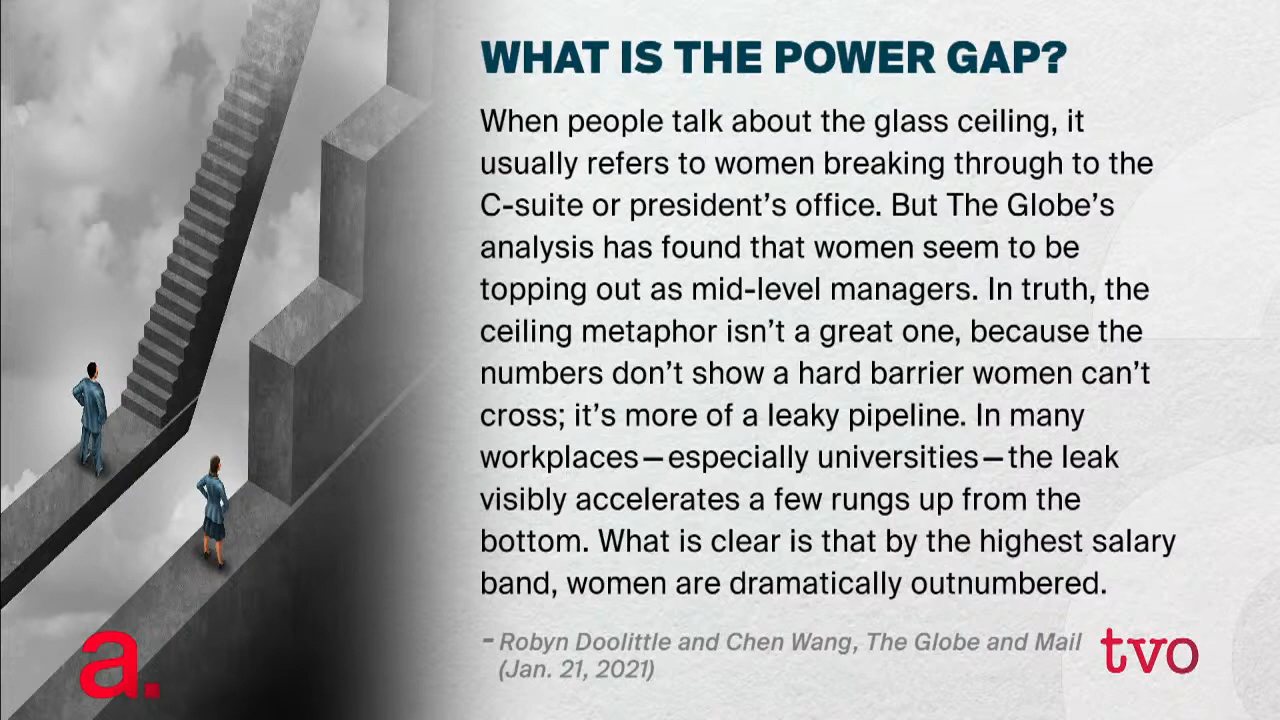 WHAT IS THE POWER GAP?
When people talk about the glass ceiling, it
usually refers to women breaking through to the
C-suite or president's office. But The Globe's
analysis has found that women seem to be
topping out as mid-level managers. In truth, the
ceiling metaphor isn't a great one, because the
numbers don't show a hard barrier women can't
cross; it's more of a leaky pipeline. In many
workplaces—especially universities—the leak
visibly accelerates a few rungs up from the
bottom. What is clear is that by the highest salary
band, women are dramatically outnumbered.
– Robyn Doolittle and Chen Wang, The Globe and Mail
(Jan. 21, 2021)
a.
tvo